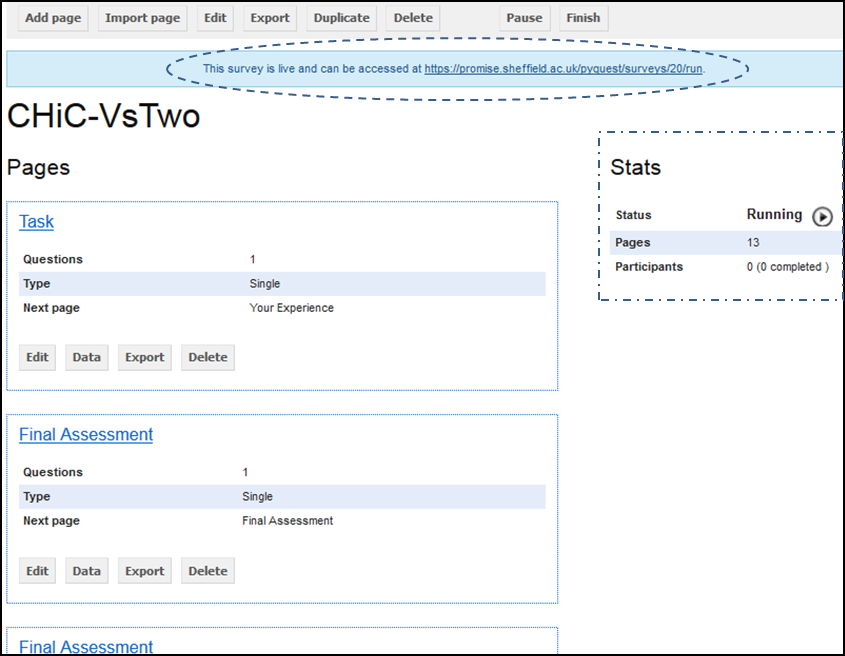 Add page Import page Edit Export Duplicate Delete Pause Finish
This survey is live and can be accessed at https://promise.sheffield.ac.uk/pyquest/surveys/20/run.
CHiC-VsTwo
Pages
Task
Questions 1
Type Single
Next page Your Experience
Edit Data Export Delete
Final Assessment
Questions 1
Type Single
Next page Final Assessment
Edit Data Export Delete
Final Assessment
Stats
Status Running
Pages 13
Participants 0 (0 completed )